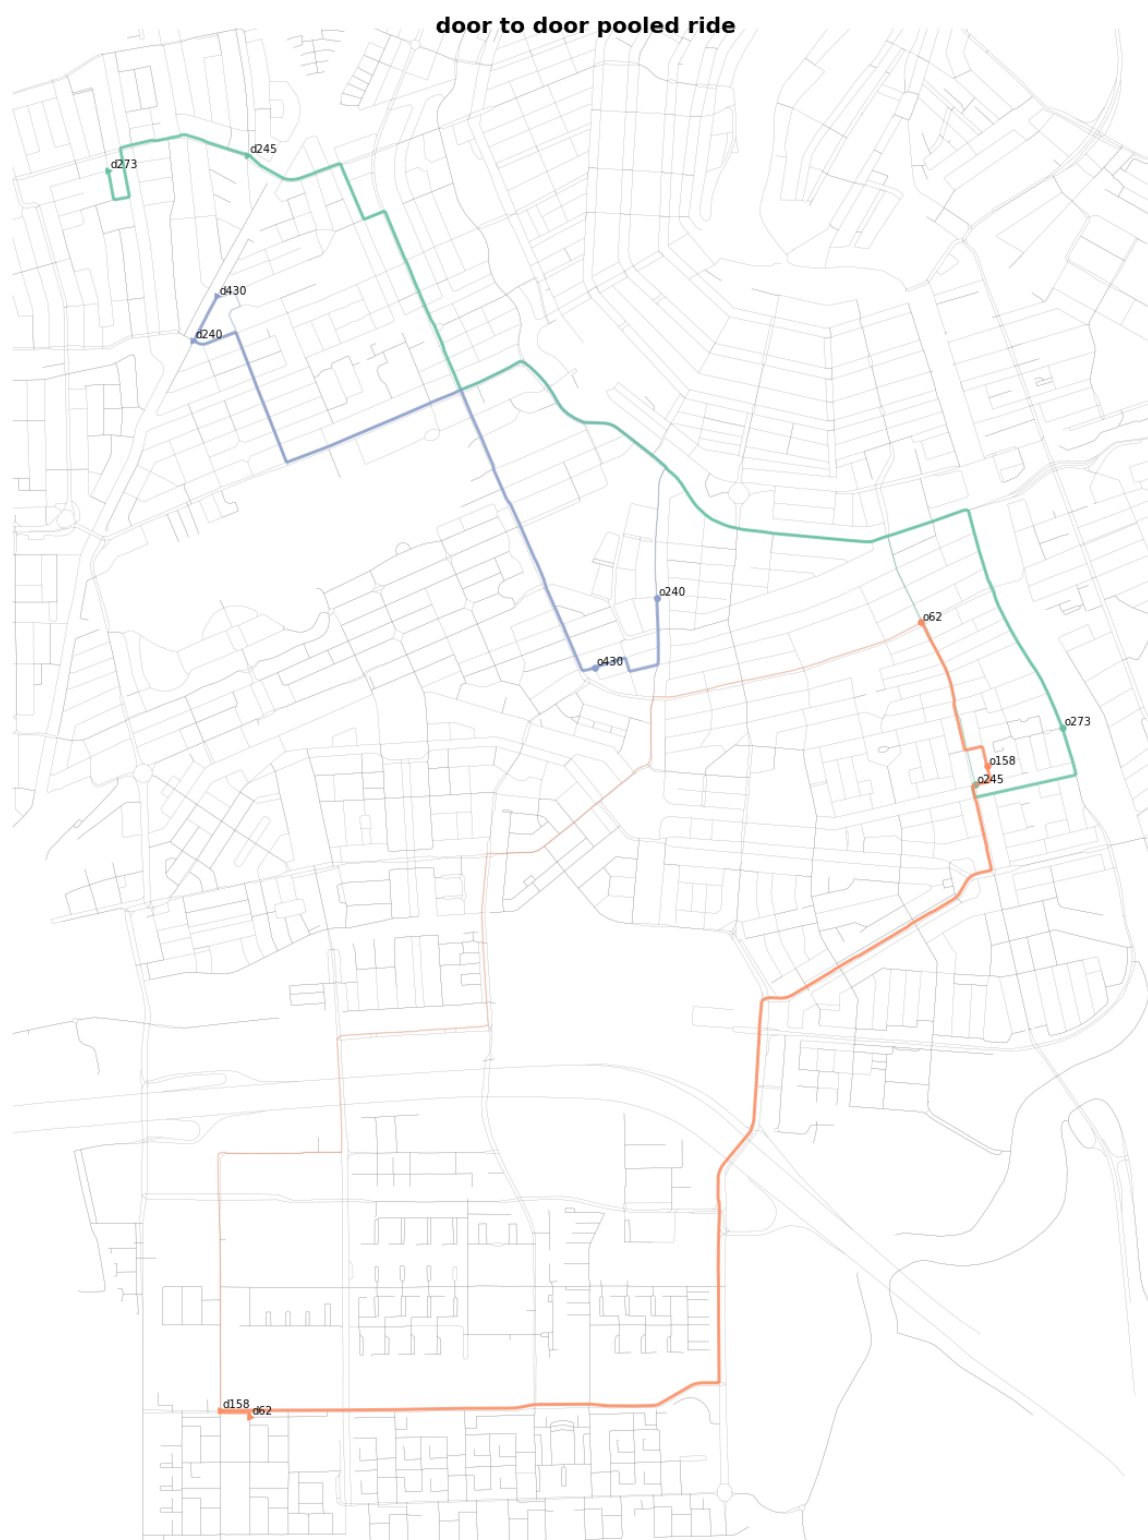 door to door pooled ride
d245
d273
d430
d240
o240
o62
o430
o273
o158
o245
d158
d62